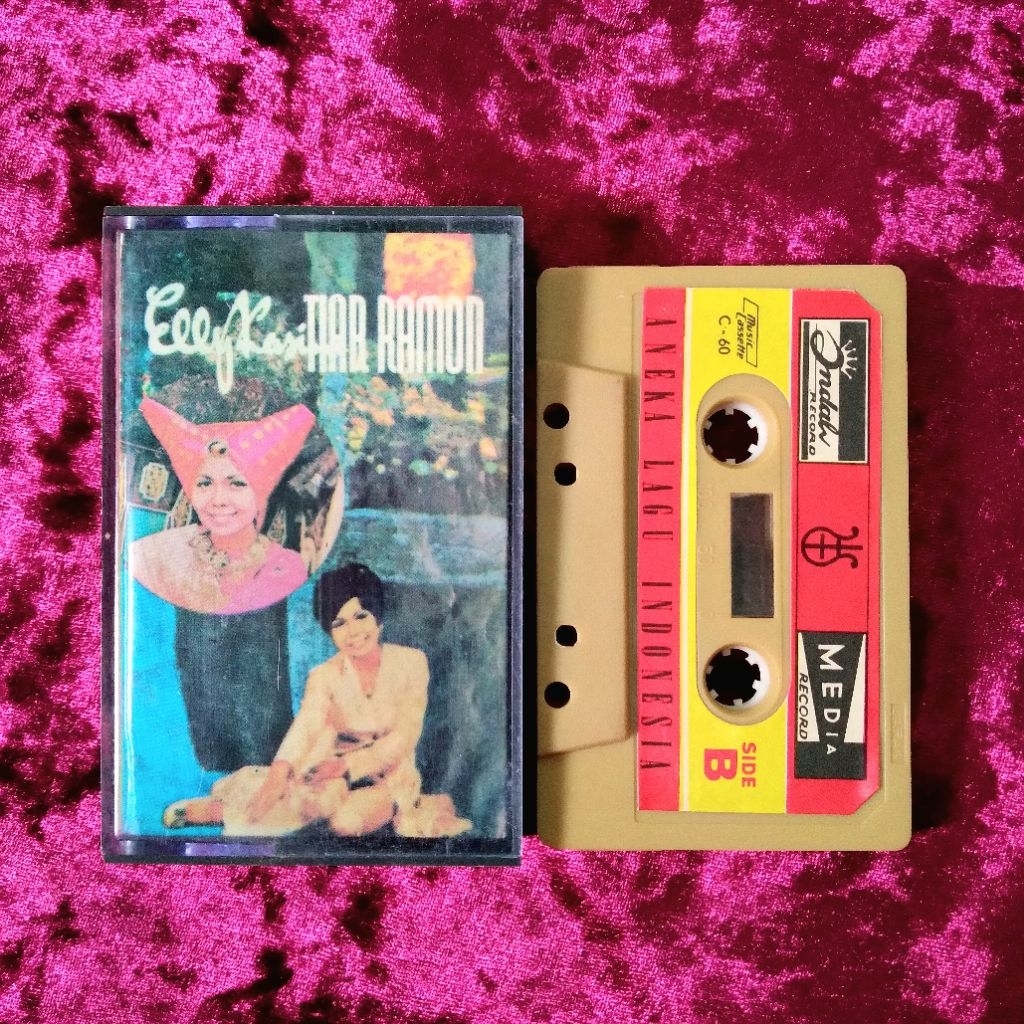 Elly Kasim
TIAR RAMON
ANEKA LAGU INDONESIA
Music
Cassette
C-60
SIDE
B
Indah
RECORD
MEDIA
RECORD